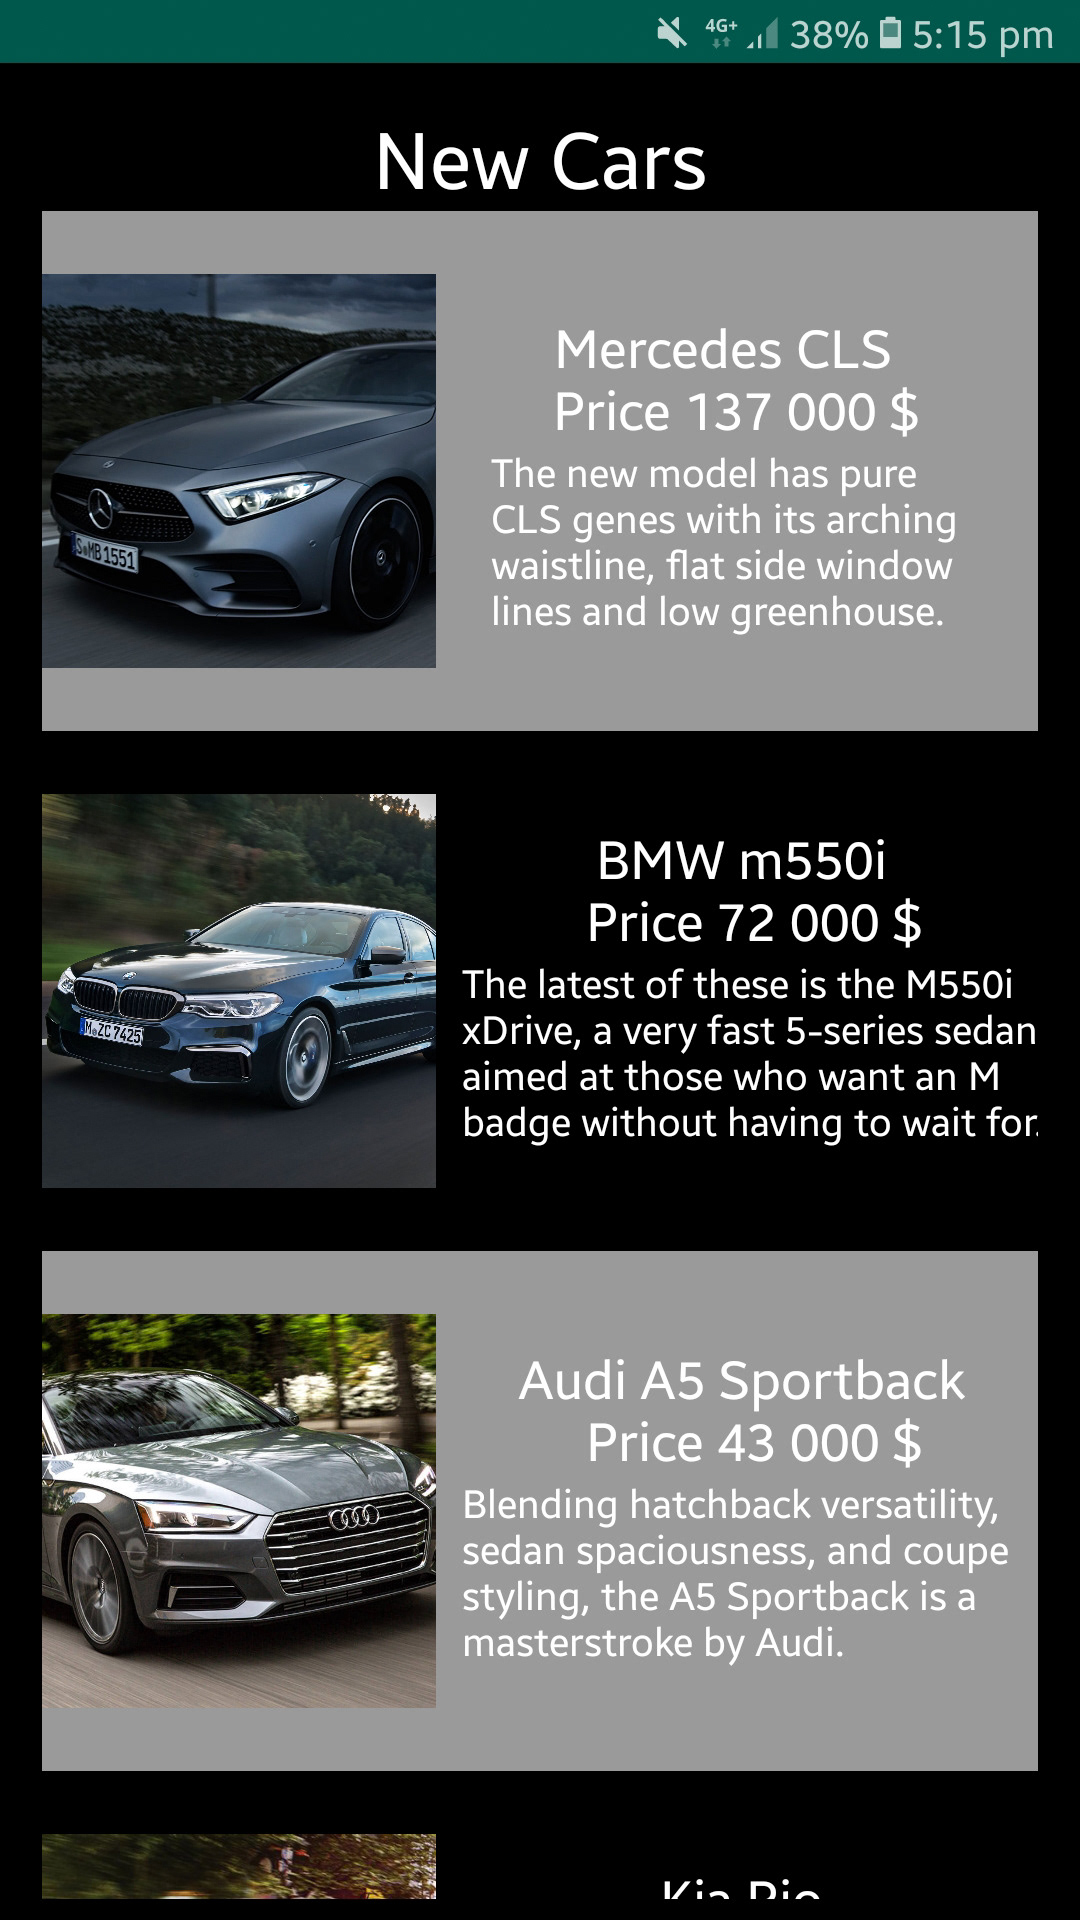 4G+ 38% 5:15 pm
New Cars
S MB 1551
Mercedes CLS
Price 137 000 $
The new model has pure
CLS genes with its arching
waistline, flat side window
lines and low greenhouse.
M ZC 7425
BMW m550i
Price 72 000 $
The latest of these is the M550i
xDrive, a very fast 5-series sedan
aimed at those who want an M
badge without having to wait for.
Audi A5 Sportback
Price 43 000 $
Blending hatchback versatility,
sedan spaciousness, and coupe
styling, the A5 Sportback is a
masterstroke by Audi.
Kia Rio